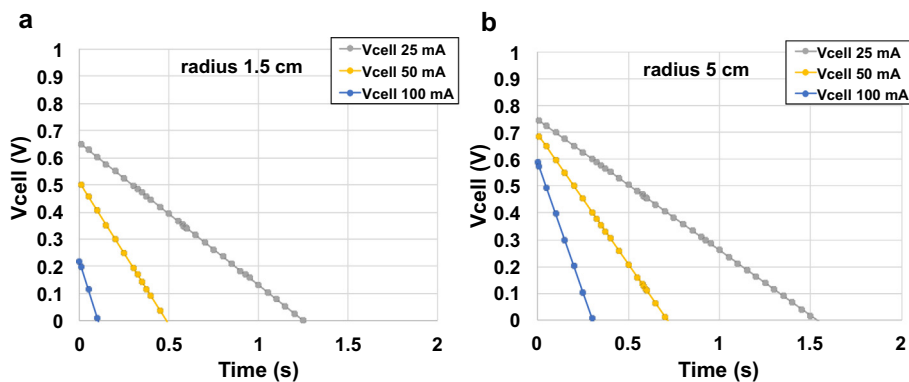 a
radius 1.5 cm
Vcell 25 mA
Vcell 50 mA
Vcell 100 mA
Vcell (V)
1
0.9
0.8
0.7
0.6
0.5
0.4
0.3
0.2
0.1
0
0 0.5 1 1.5 2
Time (s)
b
radius 5 cm
Vcell 25 mA
Vcell 50 mA
Vcell 100 mA
Vcell (V)
1
0.9
0.8
0.7
0.6
0.5
0.4
0.3
0.2
0.1
0
0 0.5 1 1.5 2
Time (s)